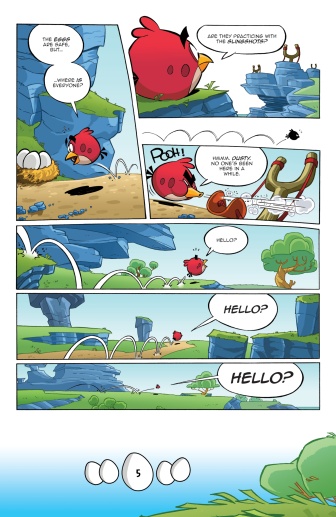 THE EGGS
ARE SAFE,
BUT...
...WHERE IS
EVERYONE?
ARE THEY PRACTICING WITH
THE SLINGSHOTS?
POOH!
HMMM. DUSTY.
NO ONE'S BEEN
HERE IN A
WHILE.
HELLO?
HELLO?
HELLO?
5